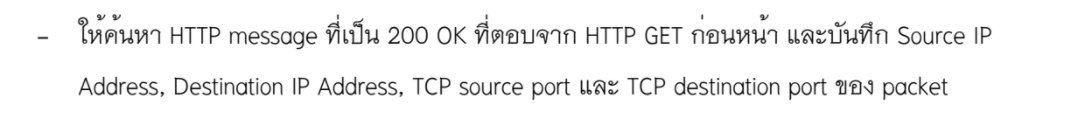 - ให้ค้นหา HTTP message ที่เป็น 200 OK ที่ตอบจาก HTTP GET ก่อนหน้า และบันทึก Source IP
Address, Destination IP Address, TCP source port และ TCP destination port ของ packet